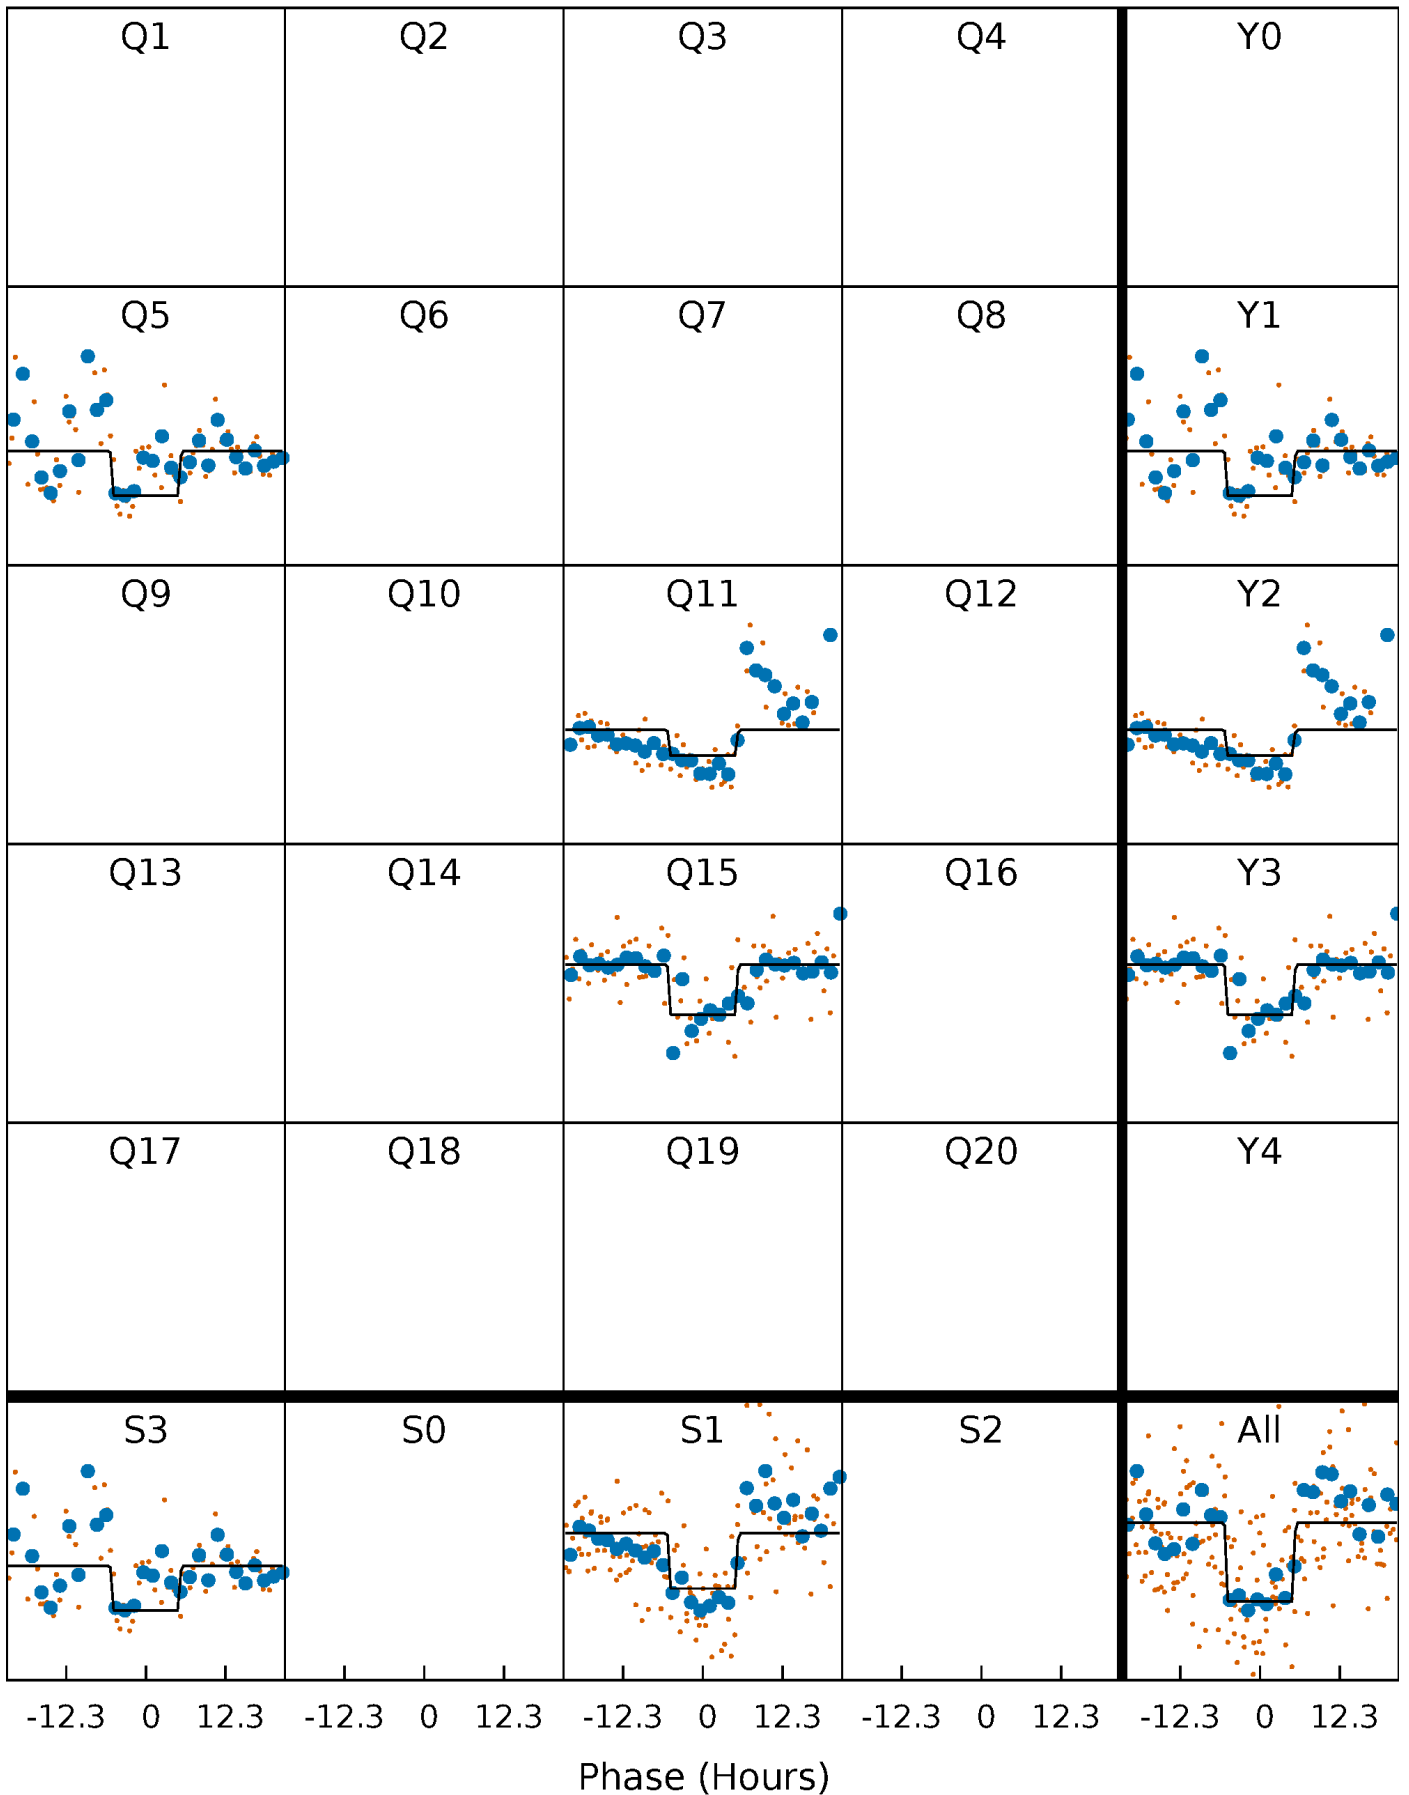 Q1 Q2 Q3 Q4 Y0
Q5 Q6 Q7 Q8 Y1
Q9 Q10 Q11 Q12 Y2
Q13 Q14 Q15 Q16 Y3
Q17 Q18 Q19 Q20 Y4
S3 S0 S1 S2 All
-12.3 0 12.3 -12.3 0 12.3 -12.3 0 12.3 -12.3 0 12.3 -12.3 0 12.3
Phase (Hours)